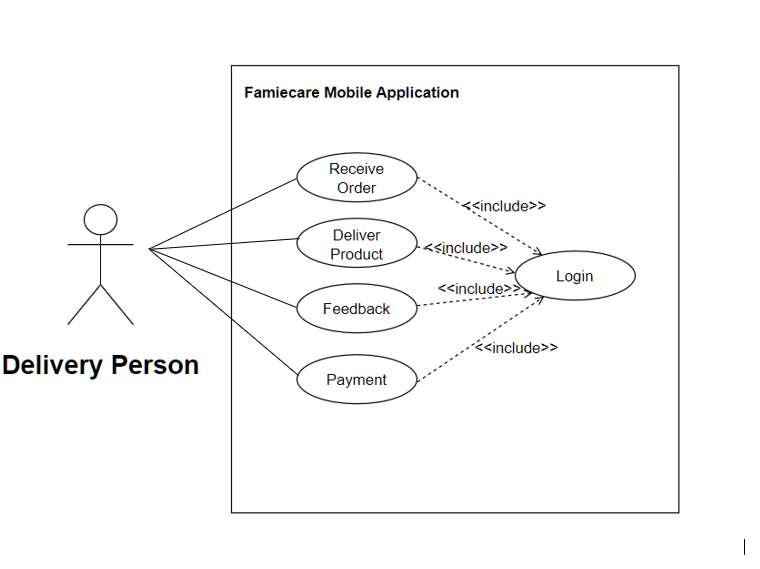 Famiecare Mobile Application
Receive
Order
<<include>>
Deliver
Product
<<include>>
Login
<<include>>
Feedback
<<include>>
Delivery Person
Payment